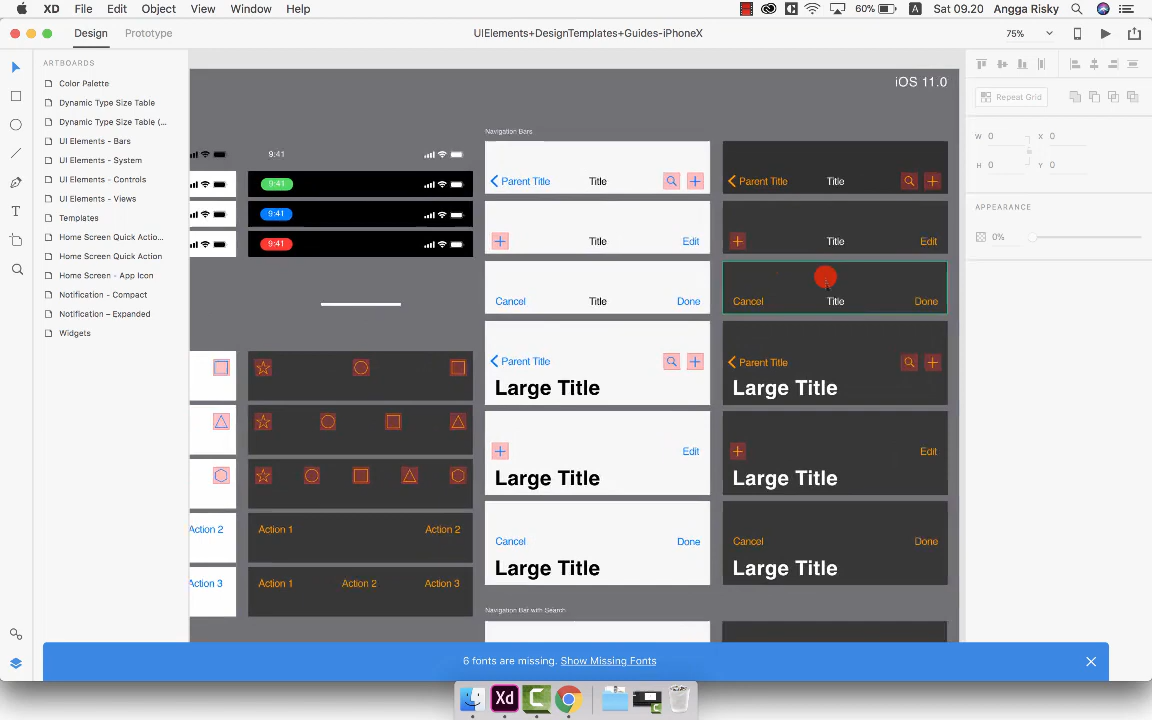 XD File Edit Object View Window Help 60% A Sat 09.20 Angga Risky
Design Prototype UIElements+DesignTemplates+Guides-iPhoneX 75%
ARTBOARDS
Color Palette
Dynamic Type Size Table
Dynamic Type Size Table (...
UI Elements - Bars
UI Elements - System
UI Elements - Controls
UI Elements - Views
Templates
Home Screen Quick Actio...
Home Screen Quick Action
Home Screen - App Icon
Notification - Compact
Notification – Expanded
Widgets
iOS 11.0
9:41
9:41
9:41
9:41
Action 2
Action 1 Action 2
Action 3
Action 1 Action 2 Action 3
Navigation Bars
Parent Title Title
Parent Title Title
Title Edit
Title Edit
Cancel Title Done
Cancel Title Done
Parent Title
Large Title
Parent Title
Large Title
Edit
Large Title
Edit
Large Title
Cancel Done
Large Title
Cancel Done
Large Title
Navigation Bar with Search
Repeat Grid
W 0 X 0
H 0 Y 0
APPEARANCE
0%
6 fonts are missing. Show Missing Fonts
Xd